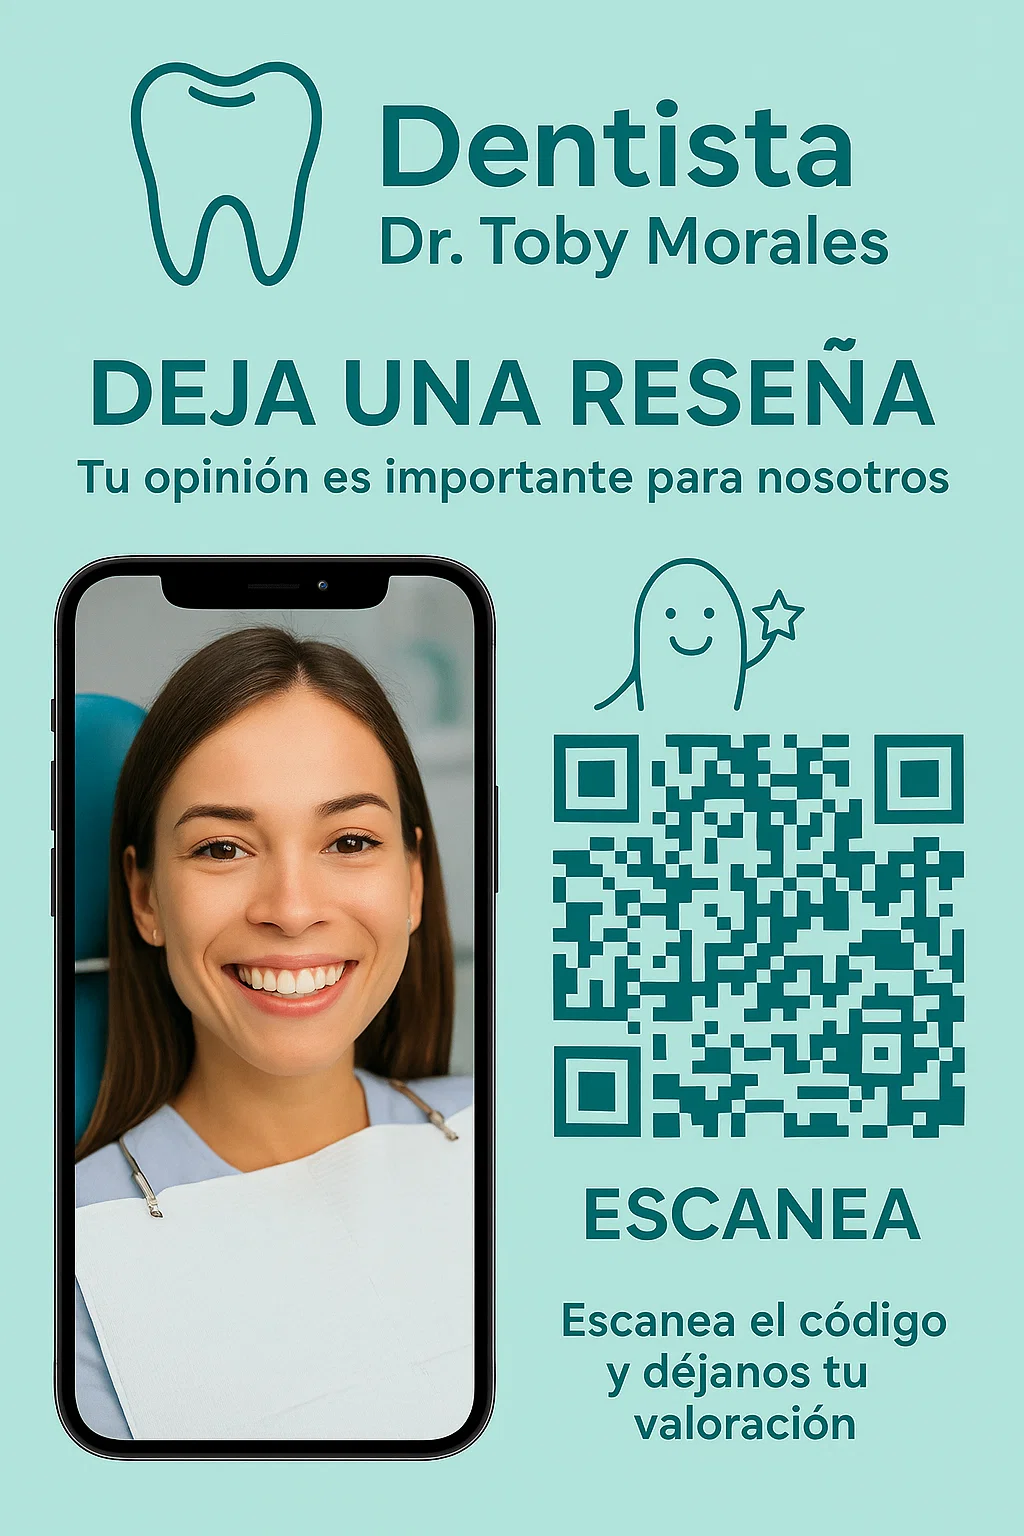 Dentista
Dr. Toby Morales
DEJA UNA RESEÑA
Tu opinión es importante para nosotros
ESCANEA
Escanea el código
y déjanos tu
valoración